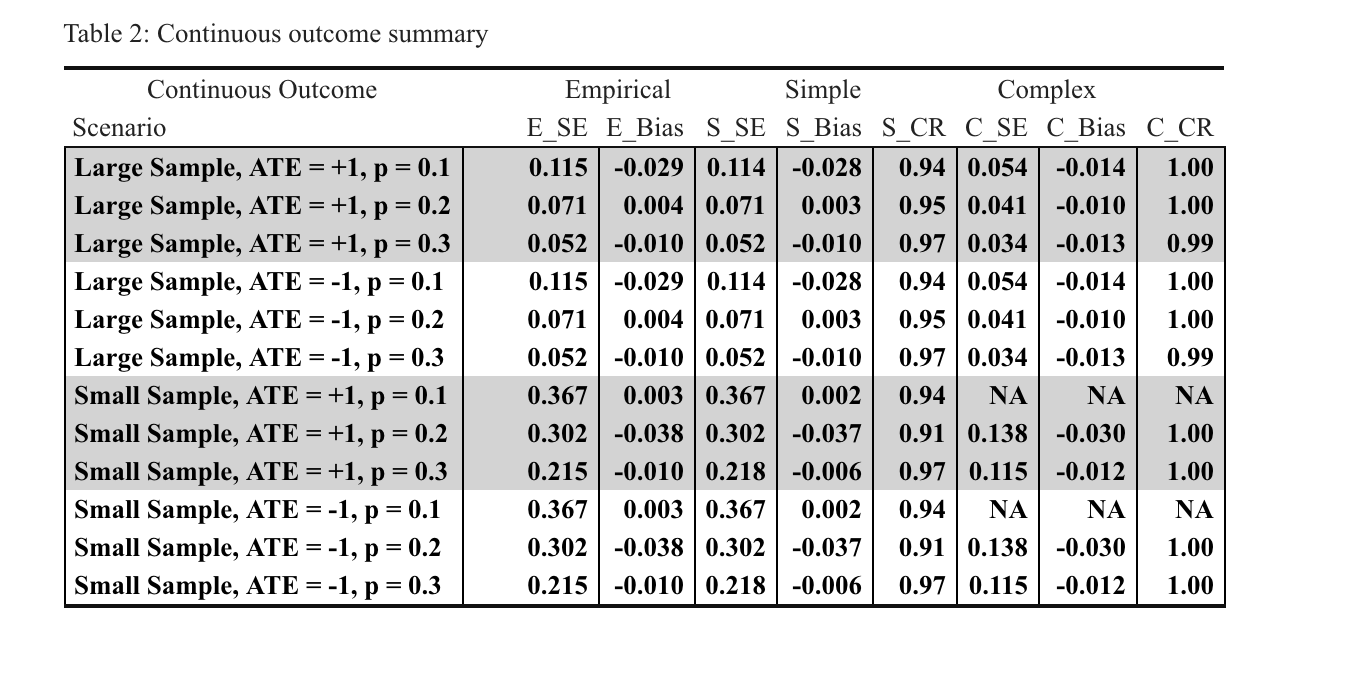 Table 2: Continuous outcome summary
Continuous Outcome Empirical Simple Complex
Scenario E_SE E_Bias S_SE S_Bias S_CR C_SE C_Bias C_CR
Large Sample, ATE = +1, p = 0.1 0.115 -0.029 0.114 -0.028 0.94 0.054 -0.014 1.00
Large Sample, ATE = +1, p = 0.2 0.071 0.004 0.071 0.003 0.95 0.041 -0.010 1.00
Large Sample, ATE = +1, p = 0.3 0.052 -0.010 0.052 -0.010 0.97 0.034 -0.013 0.99
Large Sample, ATE = -1, p = 0.1 0.115 -0.029 0.114 -0.028 0.94 0.054 -0.014 1.00
Large Sample, ATE = -1, p = 0.2 0.071 0.004 0.071 0.003 0.95 0.041 -0.010 1.00
Large Sample, ATE = -1, p = 0.3 0.052 -0.010 0.052 -0.010 0.97 0.034 -0.013 0.99
Small Sample, ATE = +1, p = 0.1 0.367 0.003 0.367 0.002 0.94 NA NA NA
Small Sample, ATE = +1, p = 0.2 0.302 -0.038 0.302 -0.037 0.91 0.138 -0.030 1.00
Small Sample, ATE = +1, p = 0.3 0.215 -0.010 0.218 -0.006 0.97 0.115 -0.012 1.00
Small Sample, ATE = -1, p = 0.1 0.367 0.003 0.367 0.002 0.94 NA NA NA
Small Sample, ATE = -1, p = 0.2 0.302 -0.038 0.302 -0.037 0.91 0.138 -0.030 1.00
Small Sample, ATE = -1, p = 0.3 0.215 -0.010 0.218 -0.006 0.97 0.115 -0.012 1.00